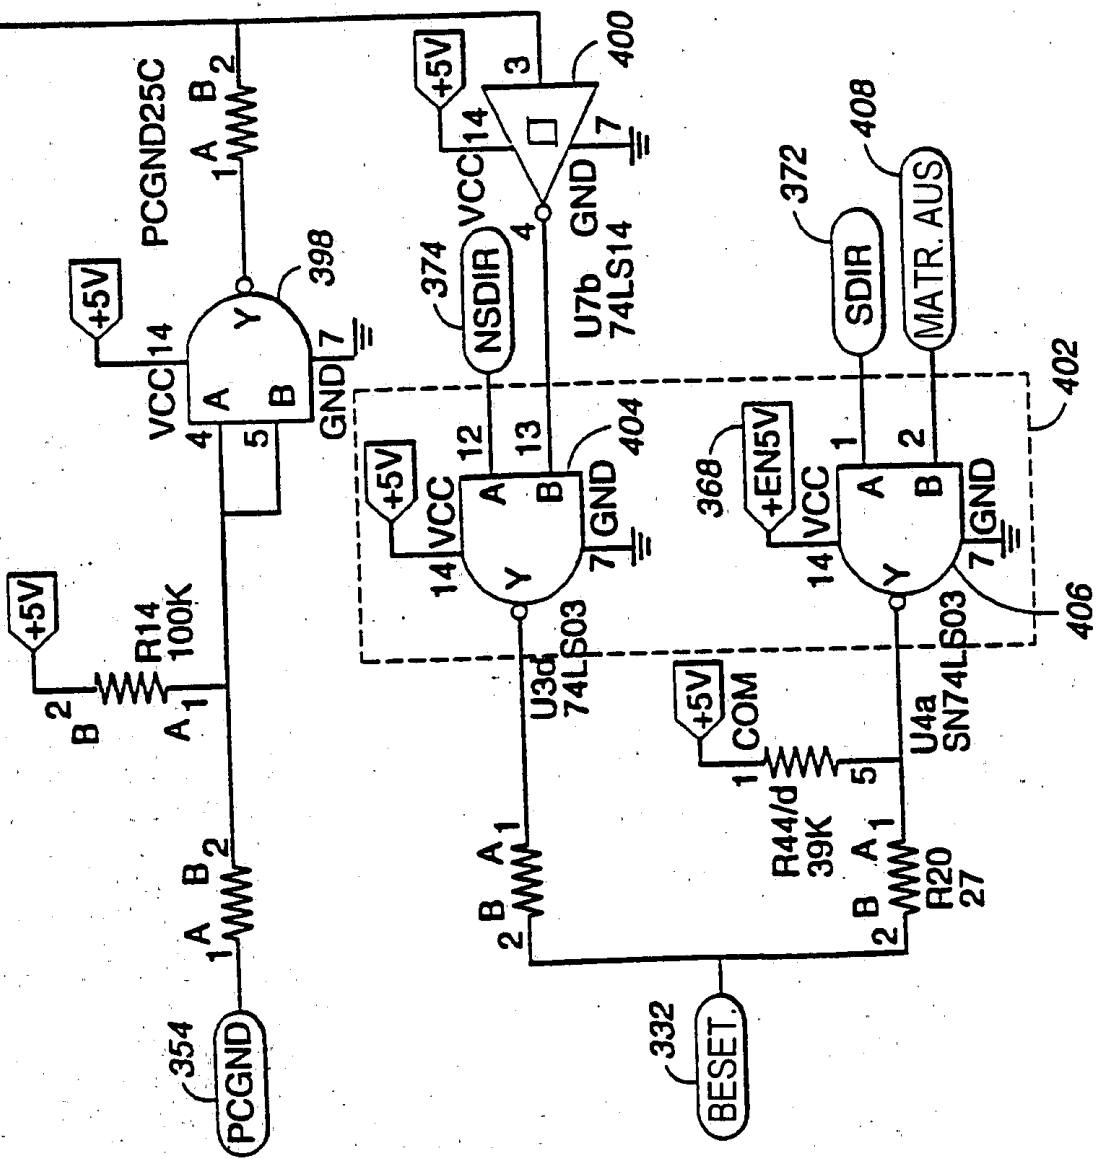 354
PCGND
1 A B 2
+5V
R14
100K
2
B
A 1
+5V
VCC 14
4 A
5 B
Y
GND 7
398
PCGND25C
1 A B 2
+5V
VCC 14
3
4
GND 7
400
U7b
74LS14
374
NSDIR
+5V
14 VCC
12
A
13
B
Y
7 GND
404
U3d
74LS03
B A
2 1
332
BESET.
+5V
1 COM
5
R44/d
39K
B A
2 1
R20
27
368
+EN5V
14 VCC
1
A
2
B
Y
7 GND
406
U4a
SN74LS03
402
372
SDIR
408
MATR. AUS